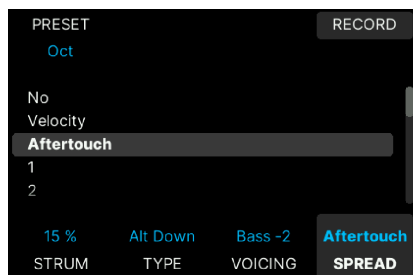 PRESET RECORD
Oct
No
Velocity
Aftertouch
1
2
15 % Alt Down Bass -2 Aftertouch
STRUM TYPE VOICING SPREAD